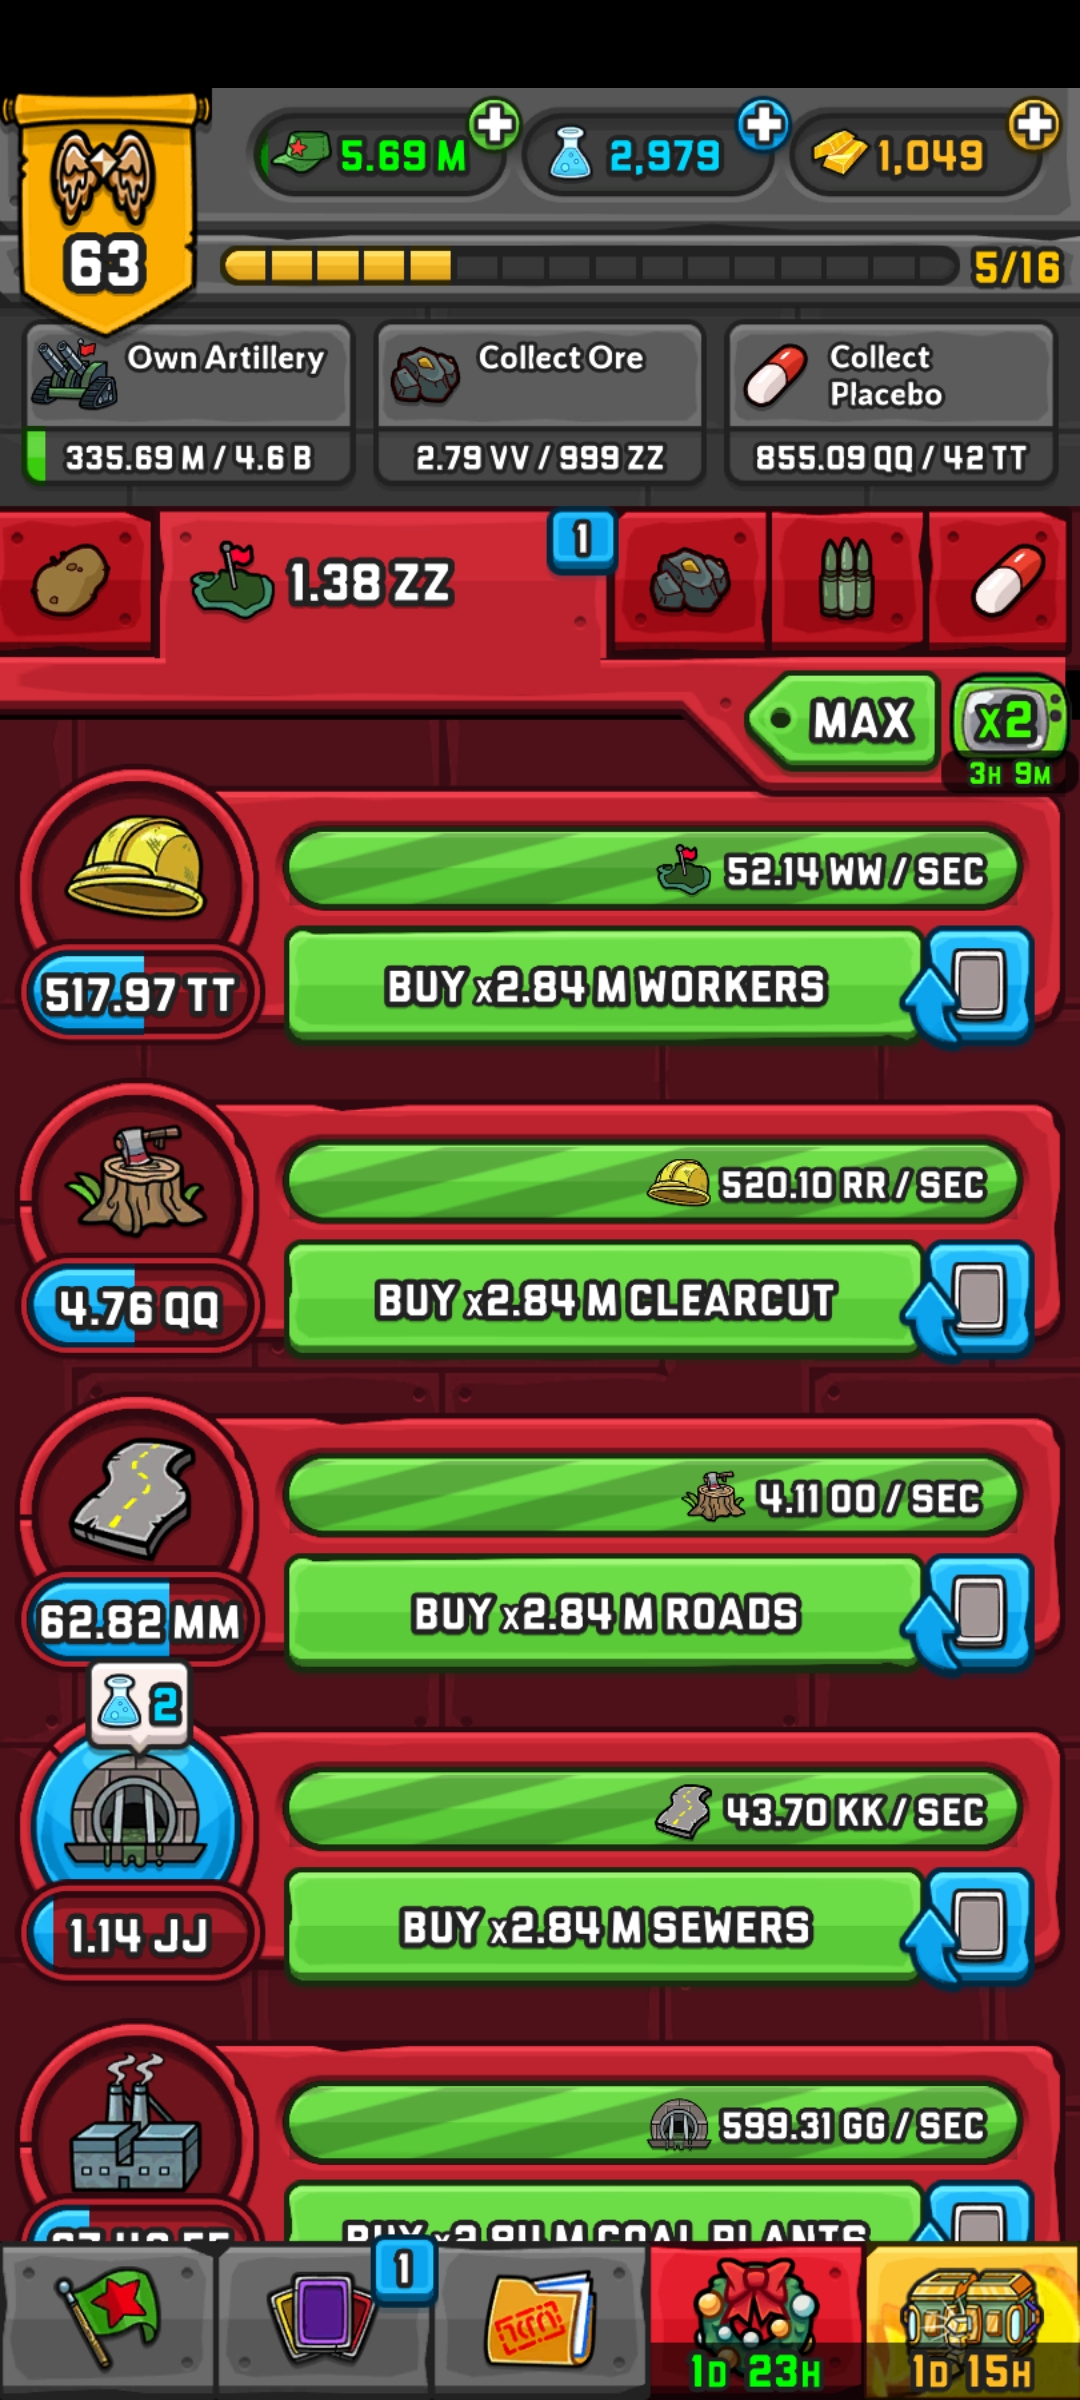 5.69 M
2,979
1,049
63
5/16
Own Artillery
335.69 M / 4.6 B
Collect Ore
2.79 VV / 999 ZZ
Collect
Placebo
855.09 QQ / 42 TT
1.38 ZZ
1
MAX
x2
3H 9M
52.14 WW / SEC
517.97 TT
BUY x2.84 M WORKERS
520.10 RR / SEC
4.76 QQ
BUY x2.84 M CLEARCUT
4.11 OO / SEC
62.82 MM
BUY x2.84 M ROADS
2
43.70 KK / SEC
1.14 JJ
BUY x2.84 M SEWERS
599.31 GG / SEC
BUY x2.84 M COAL PLANTS
1
1D 23H
1D 15H